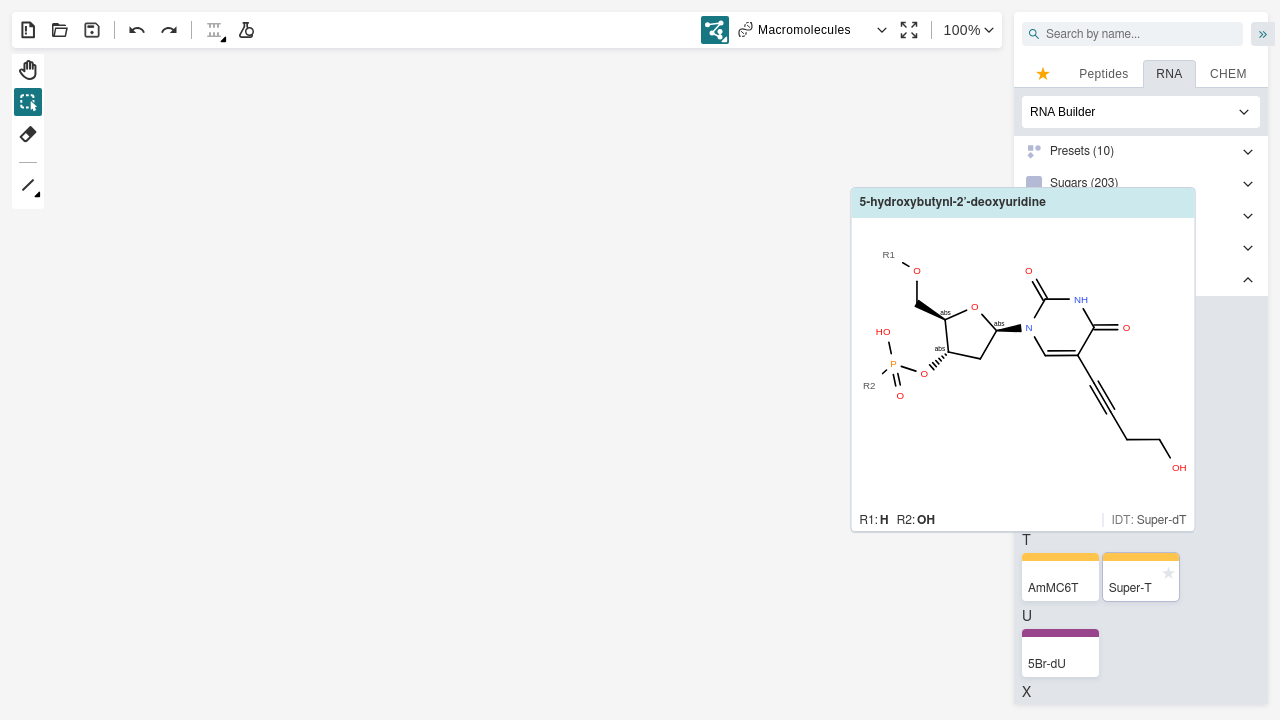 Macromolecules
100%
Search by name...
Peptides
RNA
CHEM
RNA Builder
Presets (10)
Sugars (203)
5-hydroxybutynl-2’-deoxyuridine
R1
O
HO
P
R2
O
O
abs
O
abs
abs
N
O
NH
O
OH
R1: H R2: OH
IDT: Super-dT
T
AmMC6T
Super-T
U
5Br-dU
X